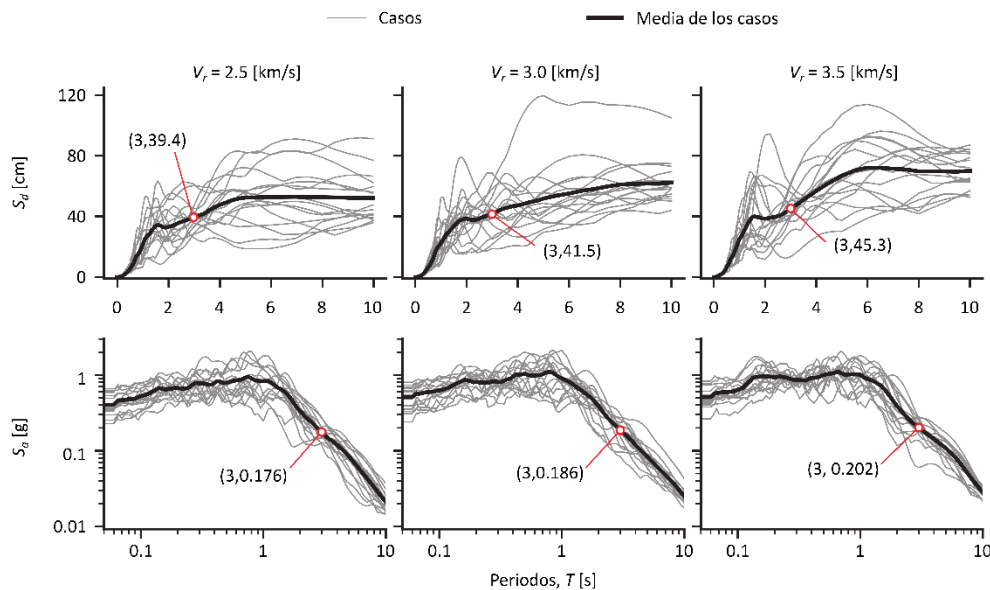 Casos
Media de los casos
V_r = 2.5 [km/s]
V_r = 3.0 [km/s]
V_r = 3.5 [km/s]
S_d [cm]
120
80
40
0
(3,39.4)
(3,41.5)
(3,45.3)
0 2 4 6 8 10
0 2 4 6 8 10
0 2 4 6 8 10
S_a [g]
1
0.1
0.01
(3,0.176)
(3,0.186)
(3, 0.202)
0.1 1 10
0.1 1 10
0.1 1 10
Periodos, T [s]